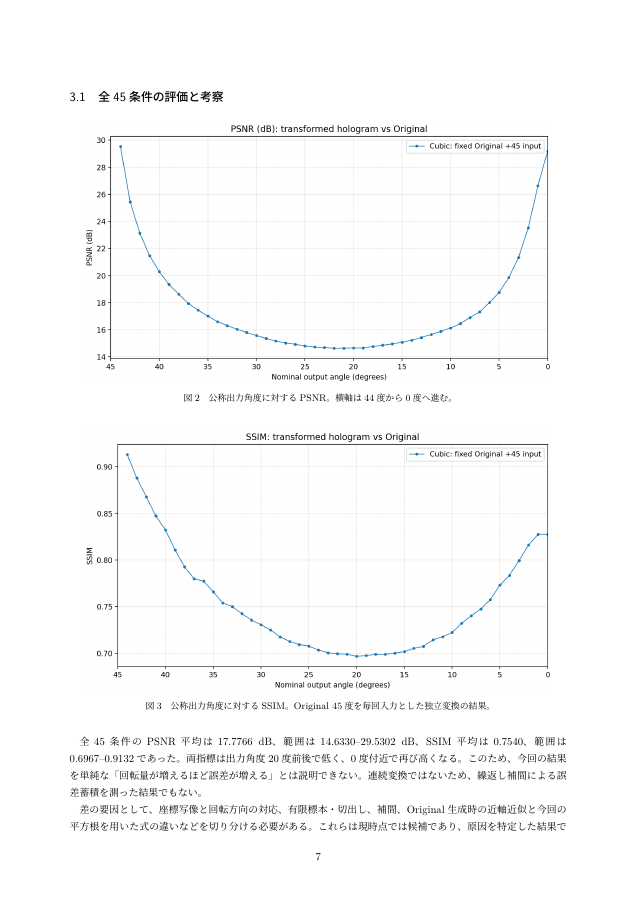 3.1 全 45 条件の評価と考察
PSNR (dB): transformed hologram vs Original
Cubic: fixed Original +45 input
PSNR (dB)
30
28
26
24
22
20
18
16
14
45 40 35 30 25 20 15 10 5 0
Nominal output angle (degrees)
図 2 公称出力角度に対する PSNR。横軸は 44 度から 0 度へ進む。
SSIM: transformed hologram vs Original
Cubic: fixed Original +45 input
SSIM
0.90
0.85
0.80
0.75
0.70
45 40 35 30 25 20 15 10 5 0
Nominal output angle (degrees)
図 3 公称出力角度に対する SSIM。Original 45 度を毎回入力とした独立変換の結果。
全 45 条件の PSNR 平均は 17.7766 dB、範囲は 14.6330–29.5302 dB、SSIM 平均は 0.7540、範囲は
0.6967–0.9132 であった。両指標は出力角度 20 度前後で低く、0 度付近で再び高くなる。このため、今回の結果
を単純な「回転量が増えるほど誤差が増える」とは説明できない。連続変換ではないため、繰返し補間による誤
差蓄積を測った結果でもない。
差の要因として、座標写像と回転方向の対応、有限標本・切出し、補間、Original 生成時の近軸近似と今回の
平方根を用いた式の違いなどを切り分ける必要がある。これらは現時点では候補であり、原因を特定した結果で
7